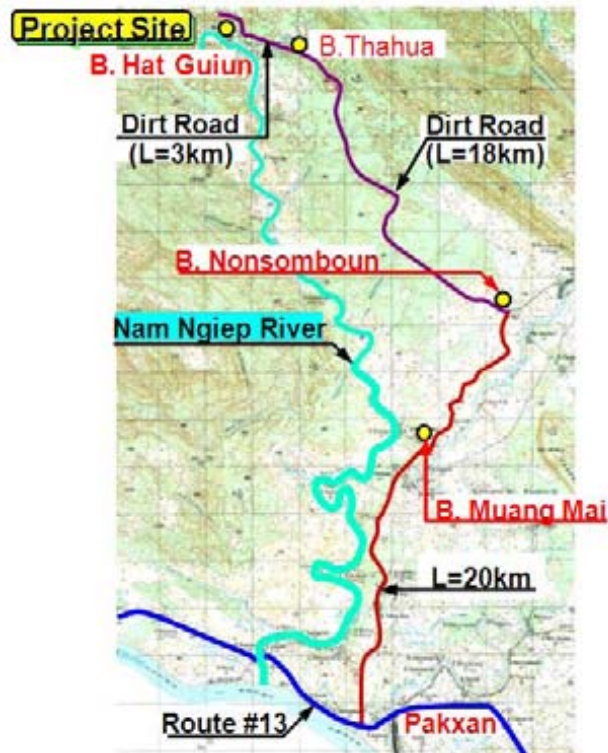 Project Site
B. Hat Guiun
B.Thahua
Dirt Road
(L=3km)
Dirt Road
(L=18km)
B. Nonsomboun
Nam Ngiep River
B. Muang Mai
L=20km
Route #13
Pakxan